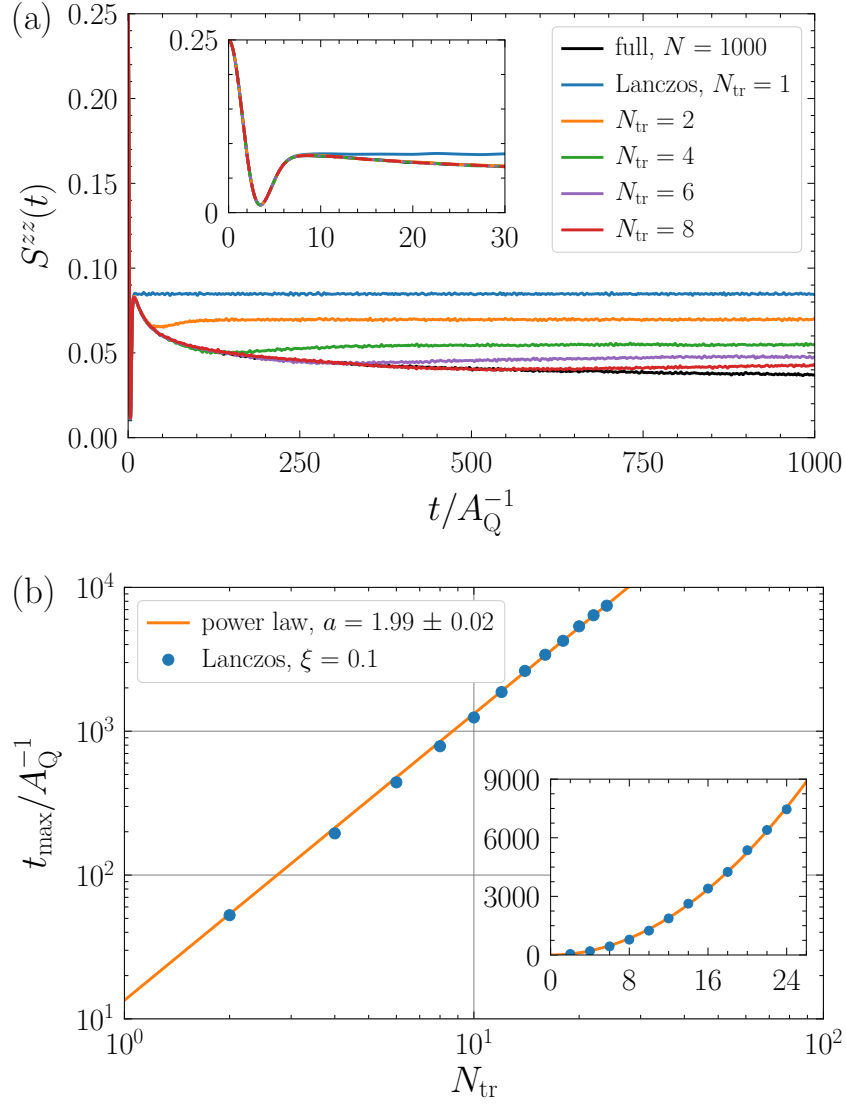 (a)
0.25
0.20
0.15
0.10
0.05
0.00
S^{zz}(t)
0.25
0
0 10 20 30
full, N = 1000
Lanczos, N_tr = 1
N_tr = 2
N_tr = 4
N_tr = 6
N_tr = 8
0 250 500 750 1000
t/A_Q^{-1}
(b)
10^4
10^3
10^2
10^1
t_max/A_Q^{-1}
power law, a = 1.99 ± 0.02
Lanczos, ξ = 0.1
9000
6000
3000
0
0 8 16 24
10^0 10^1 10^2
N_tr